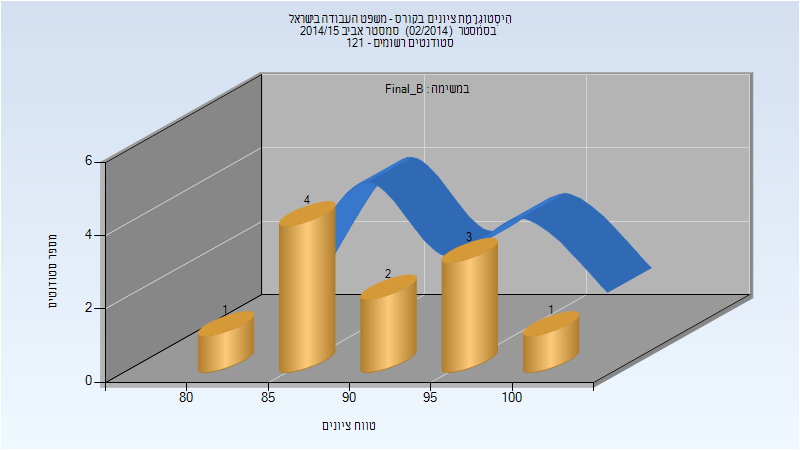 היסטוגרמת ציונים בקורס - משפט העבודה בישראל
בסמסטר (02/2014) סמסטר אביב 2014/15
סטודנטים רשומים - 121
במשימה : Final_B
מספר סטודנטים
6
4
2
0
1
4
2
3
1
80
85
90
95
100
טווח ציונים